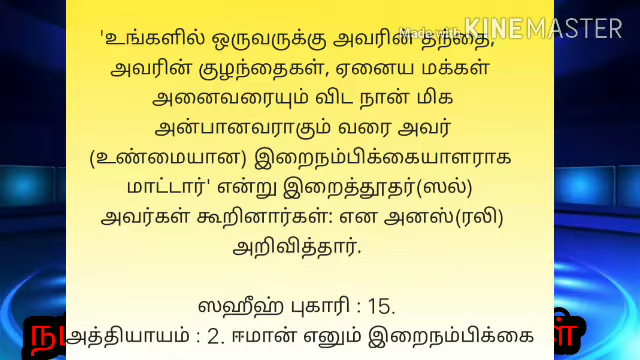 Made with KINEMASTER
'உங்களில் ஒருவருக்கு அவரின் தந்தை,
அவரின் குழந்தைகள், ஏனைய மக்கள்
அனைவரையும் விட நான் மிக
அன்பானவராகும் வரை அவர்
(உண்மையான) இறைநம்பிக்கையாளராக
மாட்டார்' என்று இறைத்தூதர்(ஸல்)
அவர்கள் கூறினார்கள்: என அனஸ்(ரலி)
அறிவித்தார்.
ஸஹீஹ் புகாரி : 15.
அத்தியாயம் : 2. ஈமான் எனும் இறைநம்பிக்கை